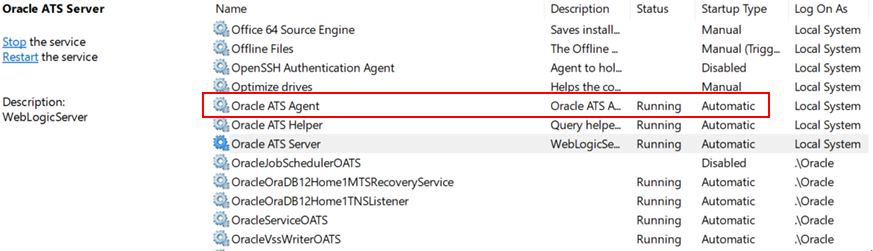 Oracle ATS Server
Stop the service
Restart the service
Description:
WebLogicServer
Name Description Status Startup Type Log On As
Office 64 Source Engine Saves install... Manual Local System
Offline Files The Offline ... Manual (Trigg... Local System
OpenSSH Authentication Agent Agent to hol... Disabled Local System
Optimize drives Helps the co... Manual Local System
Oracle ATS Agent Oracle ATS A... Running Automatic Local System
Oracle ATS Helper Query helpe... Running Automatic Local System
Oracle ATS Server WebLogicSe... Running Automatic Local System
OracleJobSchedulerOATS Disabled .\Oracle
OracleOraDB12Home1MTSRecoveryService Running Automatic .\Oracle
OracleOraDB12Home1TNSListener Running Automatic .\Oracle
OracleServiceOATS Running Automatic .\Oracle
OracleVssWriterOATS Running Automatic .\Oracle